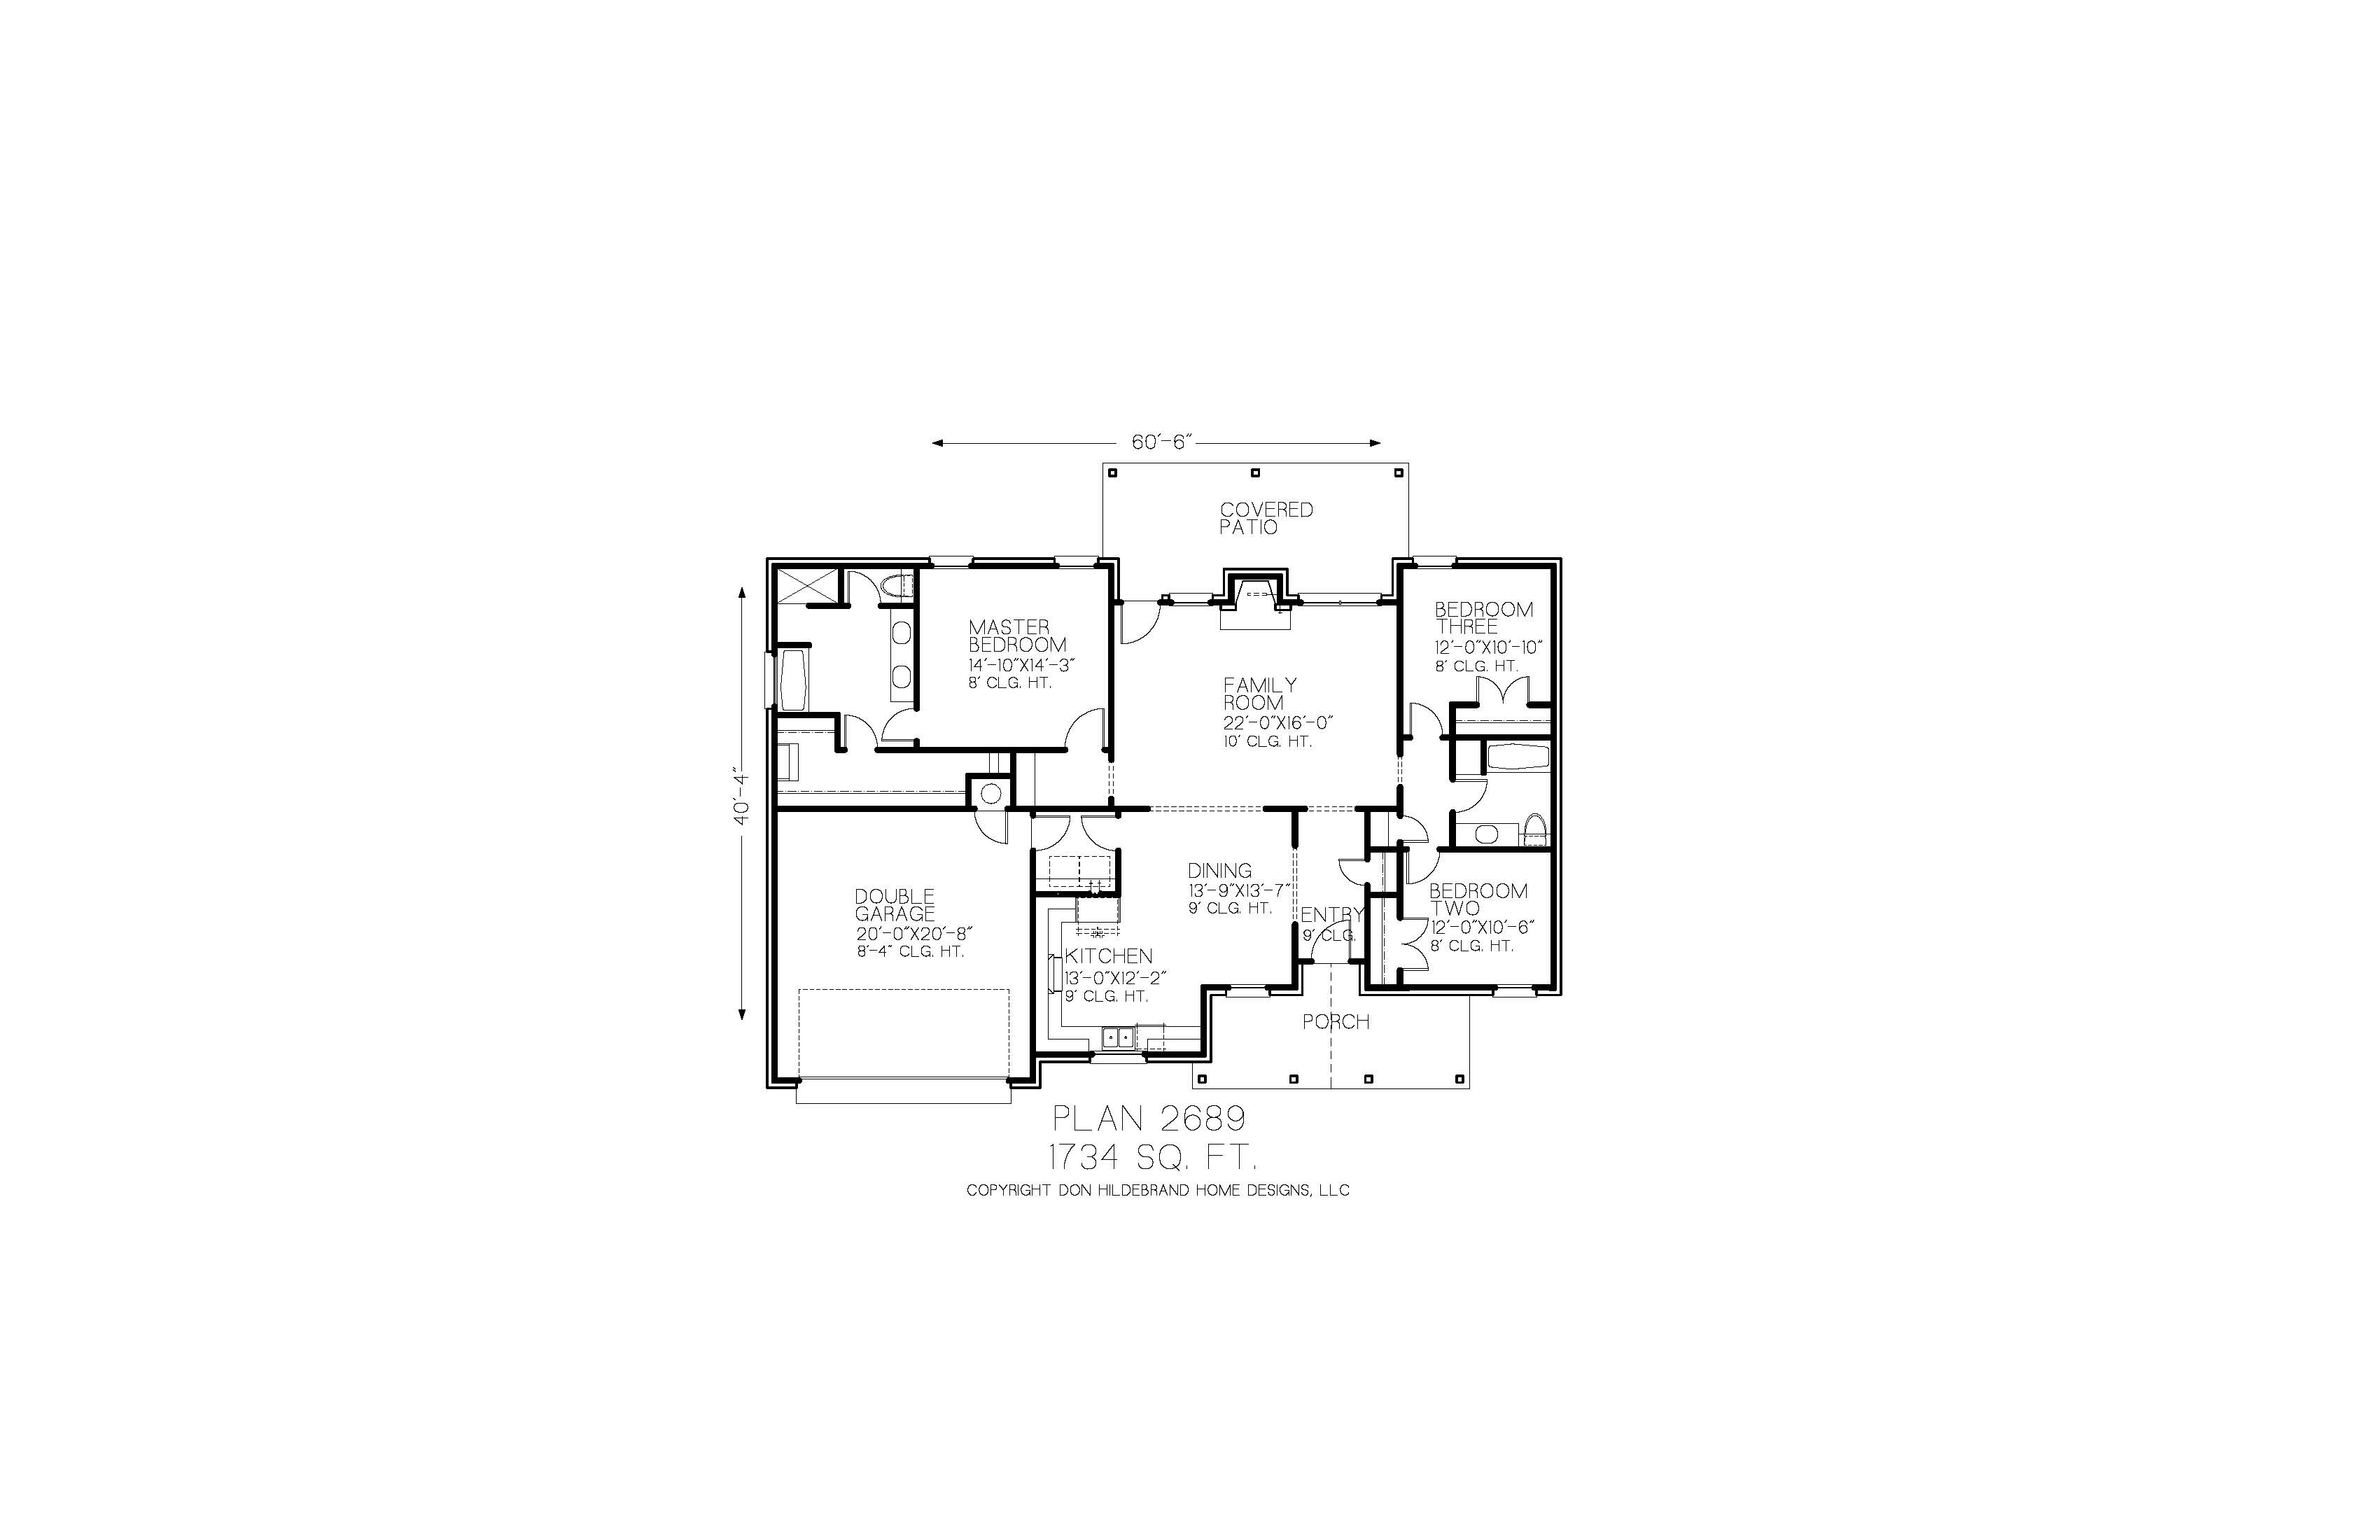 60'-6"
COVERED
PATIO
MASTER
BEDROOM
14'-10"X14'-3"
8' CLG. HT.
BEDROOM
THREE
12'-0"X10'-10"
8' CLG. HT.
FAMILY
ROOM
22'-0"X16'-0"
10' CLG. HT.
40'-4"
DOUBLE
GARAGE
20'-0"X20'-8"
8'-4" CLG. HT.
DINING
13'-9"X13'-7"
9' CLG. HT.
ENTRY
9' CLG.
BEDROOM
TWO
12'-0"X10'-6"
8' CLG. HT.
KITCHEN
13'-0"X12'-2"
9' CLG. HT.
PORCH
PLAN 2689
1734 SQ. FT.
COPYRIGHT DON HILDEBRAND HOME DESIGNS, LLC